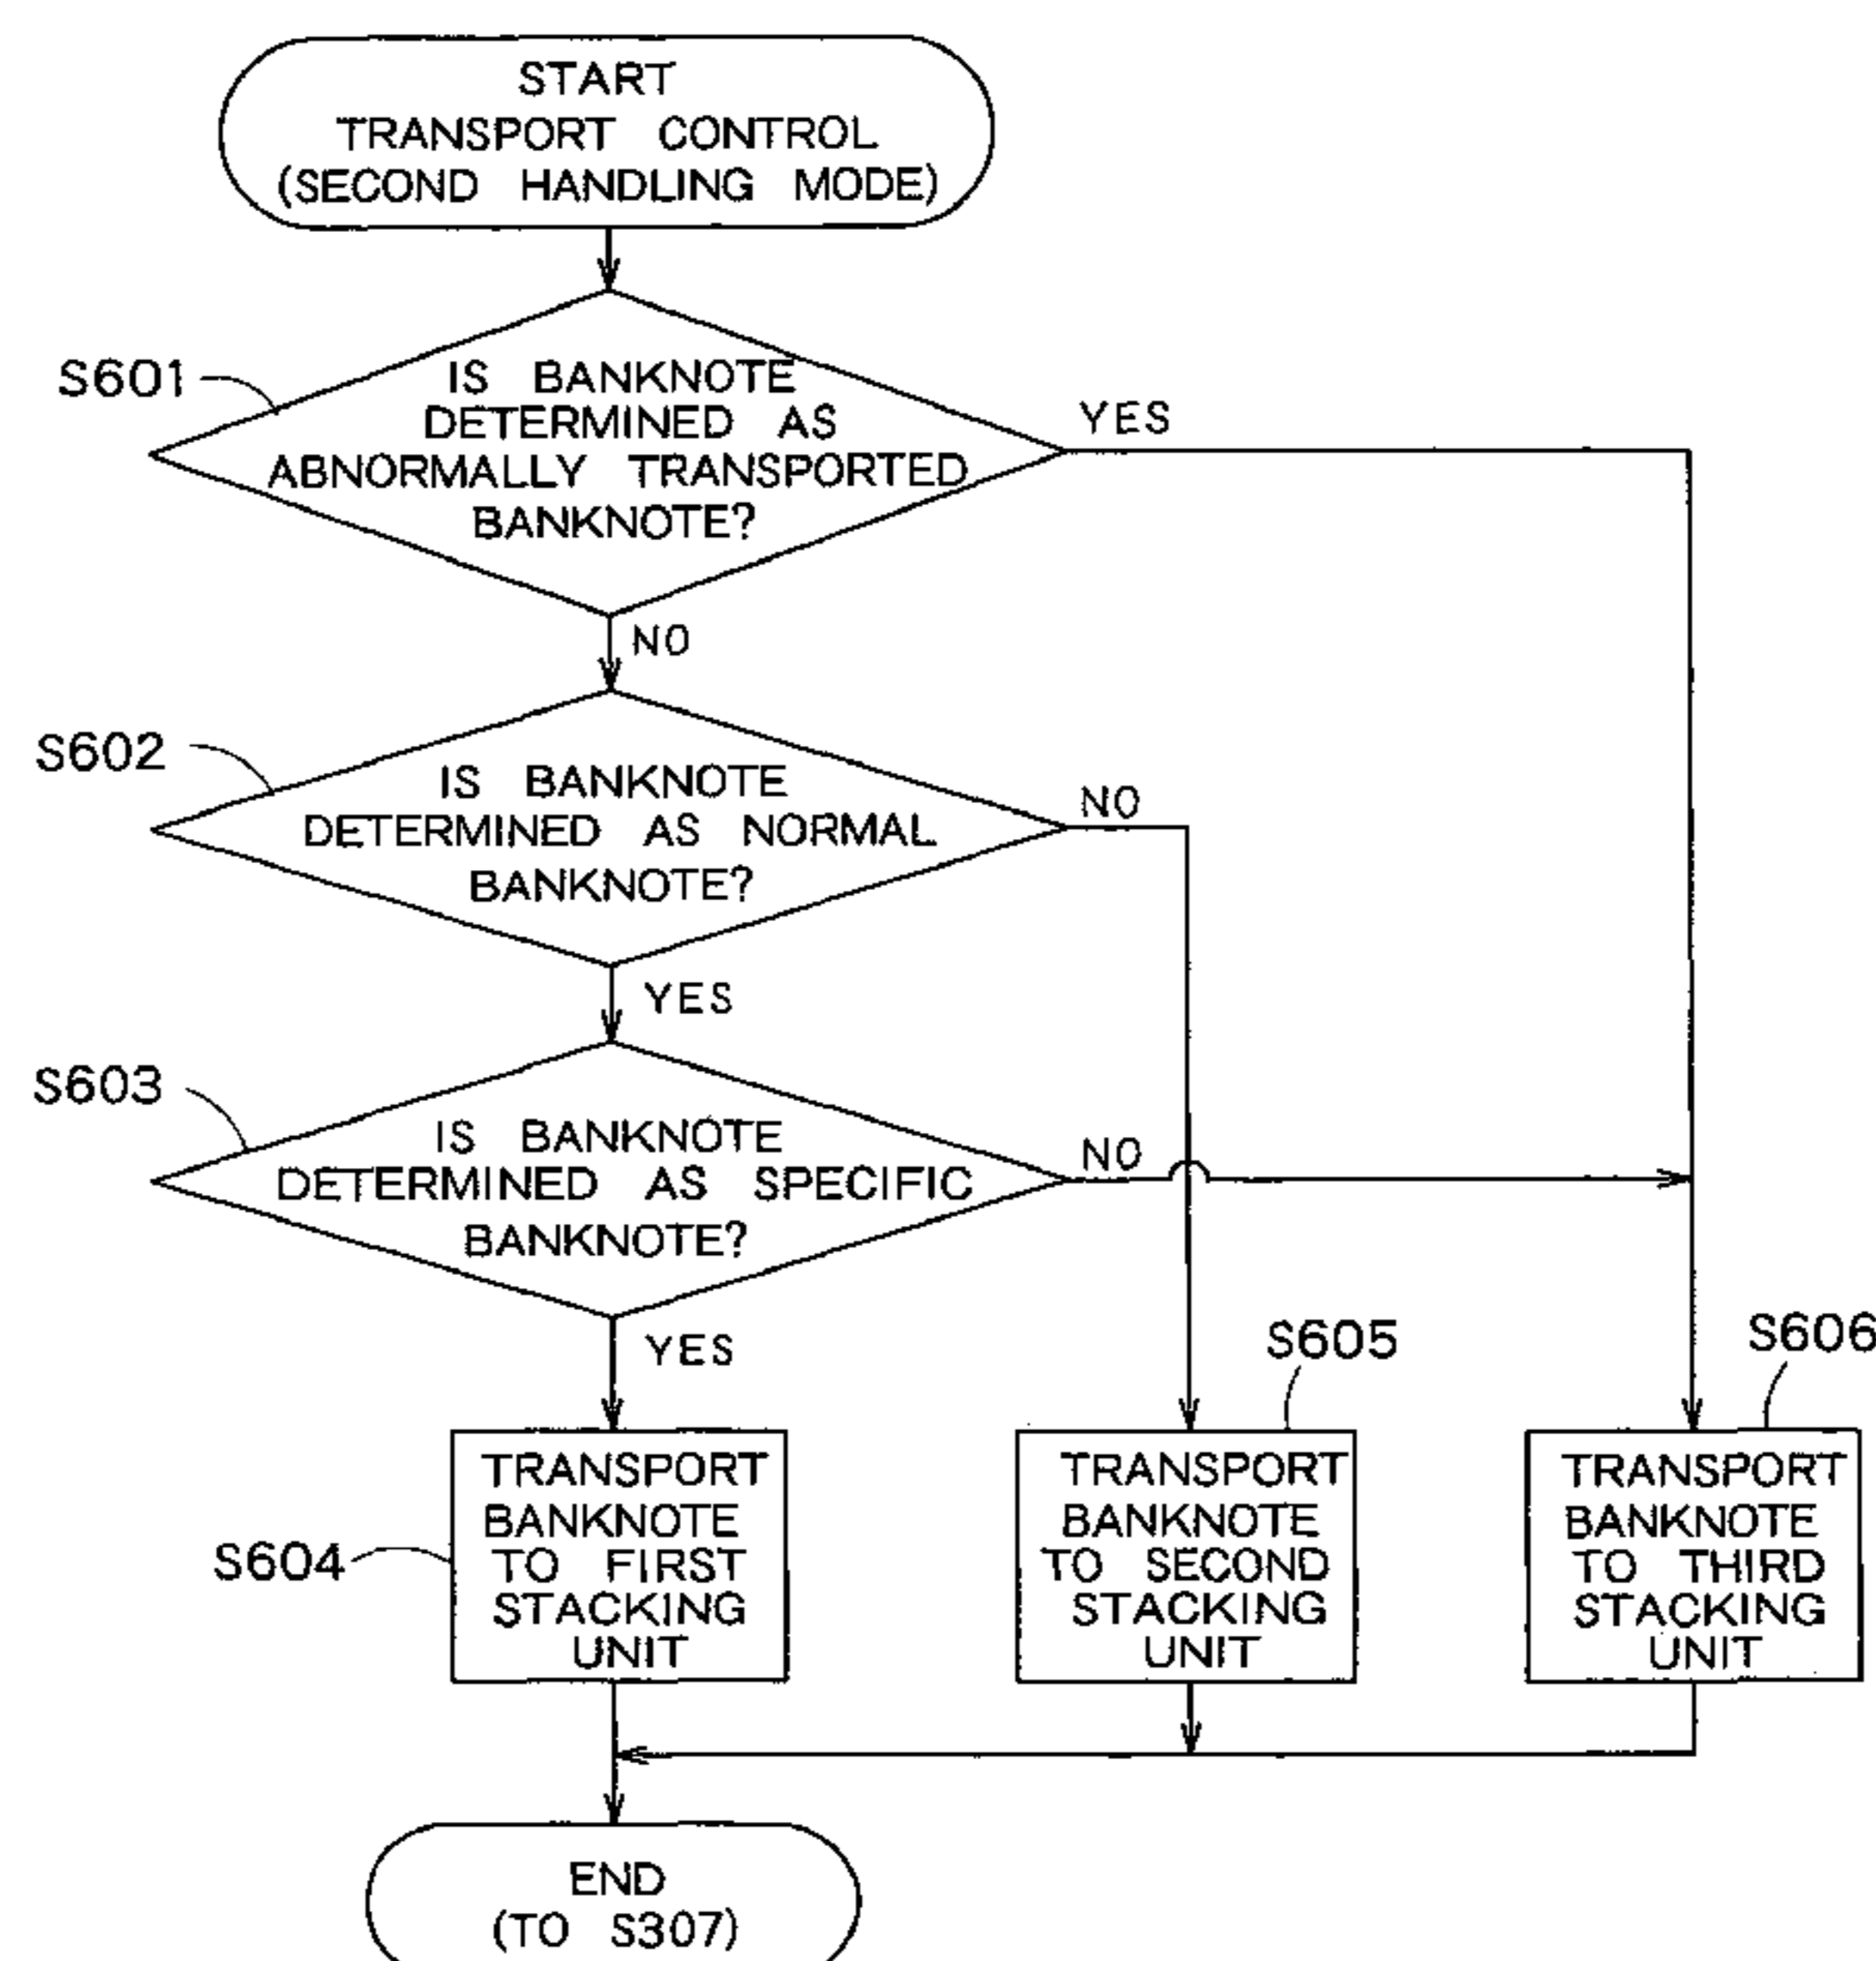 START
TRANSPORT CONTROL
(SECOND HANDLING MODE)
S601
IS BANKNOTE
DETERMINED AS
ABNORMALLY TRANSPORTED
BANKNOTE?
YES
NO
S602
IS BANKNOTE
DETERMINED AS NORMAL
BANKNOTE?
NO
YES
S603
IS BANKNOTE
DETERMINED AS SPECIFIC
BANKNOTE?
NO
YES
S604
TRANSPORT
BANKNOTE
TO FIRST
STACKING
UNIT
S605
TRANSPORT
BANKNOTE
TO SECOND
STACKING
UNIT
S606
TRANSPORT
BANKNOTE
TO THIRD
STACKING
UNIT
END
(TO S307)